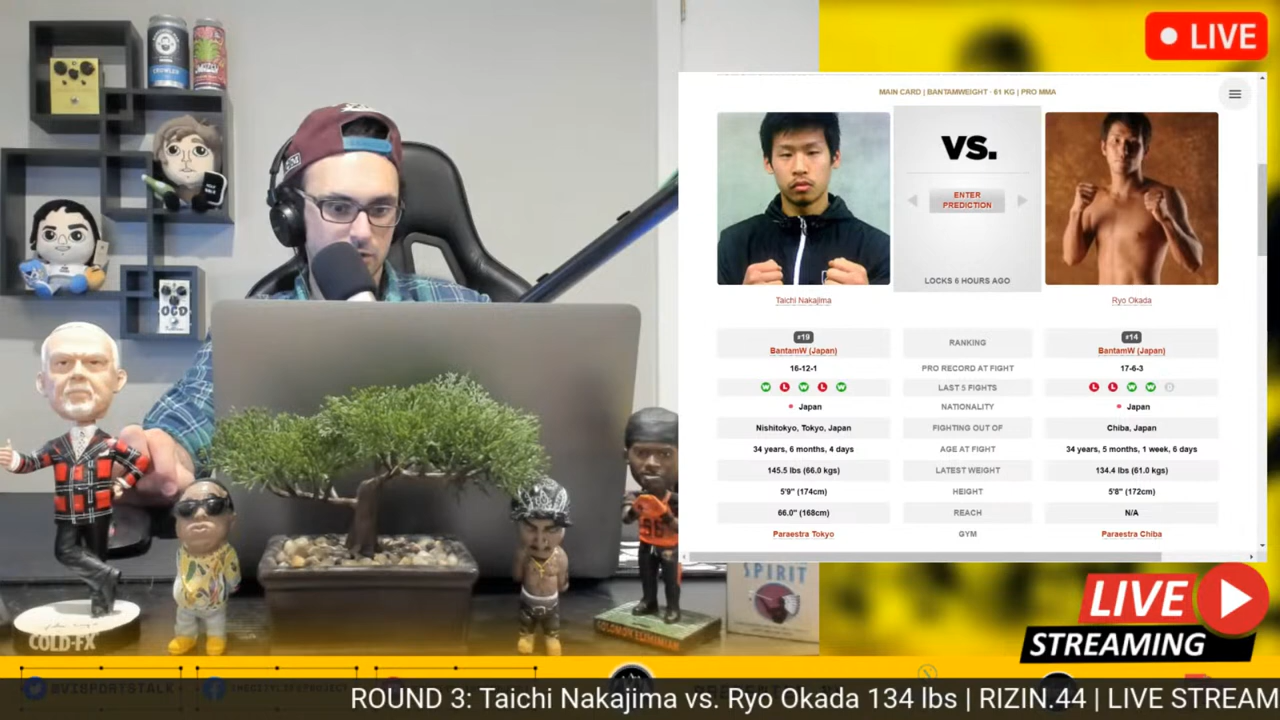 LIVE
MAIN CARD | BANTAMWEIGHT · 61 KG | PRO MMA
VS.
ENTER
PREDICTION
LOCKS 6 HOURS AGO
Taichi Nakajima
Ryo Okada
#19 RANKING #14
BantamW (Japan) BantamW (Japan)
16-12-1 PRO RECORD AT FIGHT 17-6-3
W L W L W LAST 5 FIGHTS L L W W
Japan NATIONALITY Japan
Nishitokyo, Tokyo, Japan FIGHTING OUT OF Chiba, Japan
34 years, 6 months, 4 days AGE AT FIGHT 34 years, 5 months, 1 week, 6 days
145.5 lbs (66.0 kgs) LATEST WEIGHT 134.4 lbs (61.0 kgs)
5'9" (174cm) HEIGHT 5'8" (172cm)
66.0" (168cm) REACH N/A
Paraestra Tokyo GYM Paraestra Chiba
CROWLER
OCD
COLD-FX
SOLOMON ELIMIMIAN
SPIRIT
LIVE
STREAMING
@VISPORTSTALK
ROUND 3: Taichi Nakajima vs. Ryo Okada 134 lbs | RIZIN.44 | LIVE STREAM